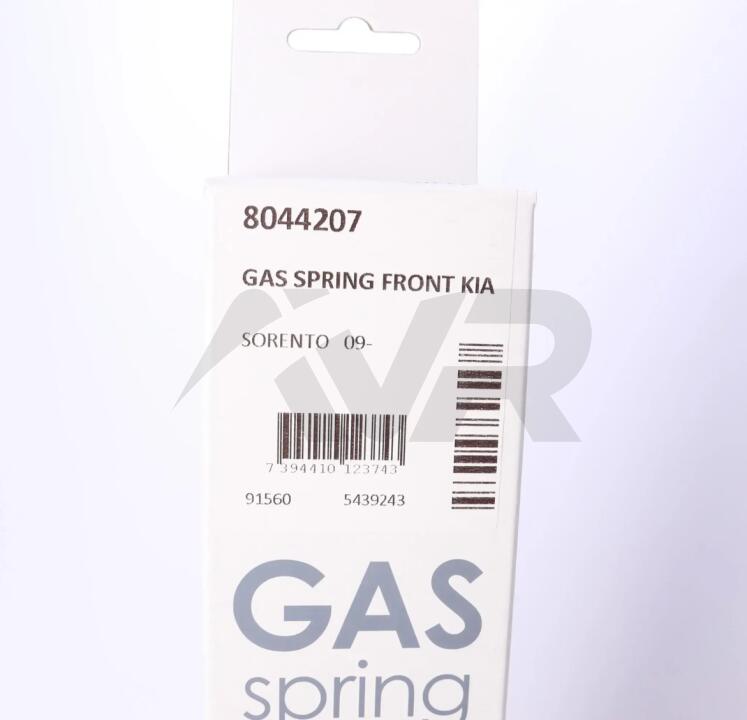 8044207
GAS SPRING FRONT KIA
SORENTO 09-
7 394410 123743
91560 5439243
GAS
spring